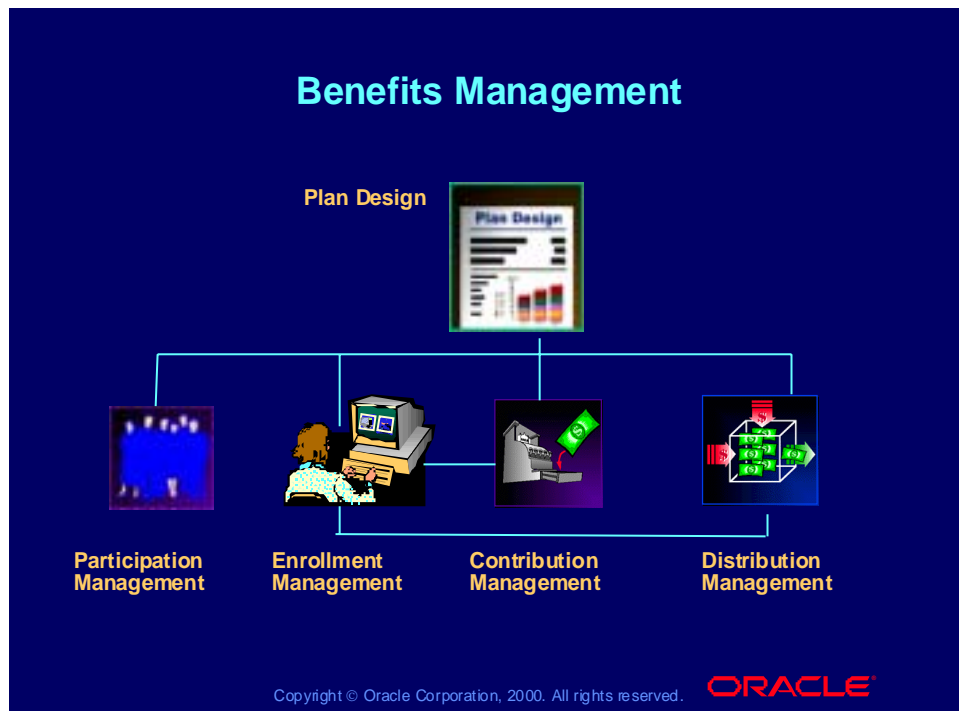 Benefits Management
Plan Design
Plan Design
Participation
Management
Enrollment
Management
Contribution
Management
Distribution
Management
Copyright © Oracle Corporation, 2000. All rights reserved.
ORACLE®